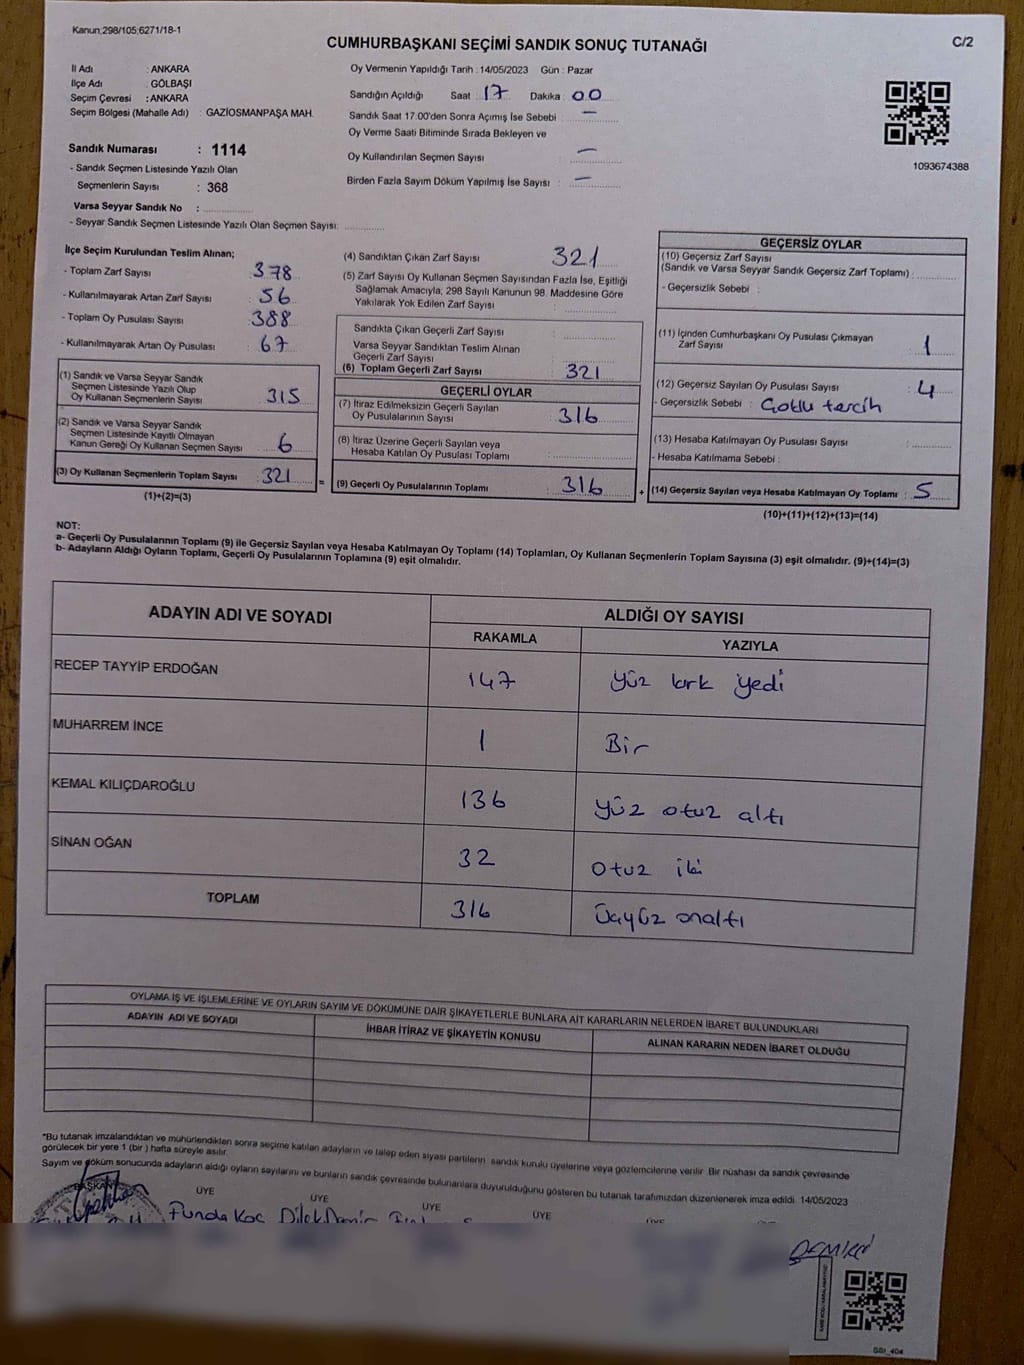 Kanun:298/105;6271/18-1
CUMHURBAŞKANI SEÇİMİ SANDIK SONUÇ TUTANAĞI
C/2
İl Adı : ANKARA
İlçe Adı : GÖLBAŞI
Seçim Çevresi : ANKARA
Seçim Bölgesi (Mahalle Adı) : GAZİOSMANPAŞA MAH.
Oy Vermenin Yapıldığı Tarih : 14/05/2023 Gün : Pazar
Sandığın Açıldığı Saat 17 Dakika : 00
Sandık Saat 17:00'den Sonra Açımış İse Sebebi : —
Oy Verme Saati Bitiminde Sırada Bekleyen ve
Oy Kullandırılan Seçmen Sayısı : —
Birden Fazla Sayım Döküm Yapılmış İse Sayısı : —
1093674388
Sandık Numarası : 1114
- Sandık Seçmen Listesinde Yazılı Olan
Seçmenlerin Sayısı : 368
Varsa Seyyar Sandık No :
- Seyyar Sandık Seçmen Listesinde Yazılı Olan Seçmen Sayısı:
İlçe Seçim Kurulundan Teslim Alınan;
- Toplam Zarf Sayısı : 378
- Kullanılmayarak Artan Zarf Sayısı : 56
- Toplam Oy Pusulası Sayısı : 388
- Kullanılmayarak Artan Oy Pusulası : 67
(1) Sandık ve Varsa Seyyar Sandık
Seçmen Listesinde Yazılı Olup
Oy Kullanan Seçmenlerin Sayısı : 315
(2) Sandık ve Varsa Seyyar Sandık
Seçmen Listesinde Kayıtlı Olmayan
Kanun Gereği Oy Kullanan Seçmen Sayısı : 6
(3) Oy Kullanan Seçmenlerin Toplam Sayısı : 321
(1)+(2)=(3)
(4) Sandıktan Çıkan Zarf Sayısı : 321
(5) Zarf Sayısı Oy Kullanan Seçmen Sayısından Fazla İse, Eşitliği
Sağlamak Amacıyla; 298 Sayılı Kanunun 98. Maddesine Göre
Yakılarak Yok Edilen Zarf Sayısı :
Sandıkta Çıkan Geçerli Zarf Sayısı :
Varsa Seyyar Sandıktan Teslim Alınan
Geçerli Zarf Sayısı :
(6) Toplam Geçerli Zarf Sayısı : 321
GEÇERLİ OYLAR
(7) İtiraz Edilmeksizin Geçerli Sayılan
Oy Pusulalarının Sayısı : 316
(8) İtiraz Üzerine Geçerli Sayılan veya
Hesaba Katılan Oy Pusulası Toplamı :
= (9) Geçerli Oy Pusulalarının Toplamı : 316
GEÇERSİZ OYLAR
(10) Geçersiz Zarf Sayısı
(Sandık ve Varsa Seyyar Sandık Geçersiz Zarf Toplamı) :
- Geçersizlik Sebebi :
(11) İçinden Cumhurbaşkanı Oy Pusulası Çıkmayan
Zarf Sayısı : 1
(12) Geçersiz Sayılan Oy Pusulası Sayısı : 4
- Geçersizlik Sebebi : Çoklu tercih
(13) Hesaba Katılmayan Oy Pusulası Sayısı :
- Hesaba Katılmama Sebebi :
+ (14) Geçersiz Sayılan veya Hesaba Katılmayan Oy Toplamı : 5
(10)+(11)+(12)+(13)=(14)
NOT:
a- Geçerli Oy Pusulalarının Toplamı (9) ile Geçersiz Sayılan veya Hesaba Katılmayan Oy Toplamı (14) Toplamları, Oy Kullanan Seçmenlerin Toplam Sayısına (3) eşit olmalıdır. (9)+(14)=(3)
b- Adayların Aldığı Oyların Toplamı, Geçerli Oy Pusulalarının Toplamına (9) eşit olmalıdır.
ADAYIN ADI VE SOYADI
ALDIĞI OY SAYISI
RAKAMLA YAZIYLA
RECEP TAYYİP ERDOĞAN 147 yüz kırk yedi
MUHARREM İNCE 1 Bir
KEMAL KILIÇDAROĞLU 136 yüz otuz altı
SİNAN OĞAN 32 otuz iki
TOPLAM 316 üçyüz onaltı
OYLAMA İŞ VE İŞLEMLERİNE VE OYLARIN SAYIM VE DÖKÜMÜNE DAİR ŞİKAYETLERLE BUNLARA AİT KARARLARIN NELERDEN İBARET BULUNDUKLARI
ADAYIN ADI VE SOYADI İHBAR İTİRAZ VE ŞİKAYETİN KONUSU ALINAN KARARIN NEDEN İBARET OLDUĞU
*Bu tutanak imzalandıktan ve mühürlendikten sonra seçime katılan adayların ve talep eden siyasi partilerin sandık kurulu üyelerine veya gözlemcilerine verilir. Bir nüshası da sandık çevresinde
görülecek bir yere 1 (bir ) hafta süreyle asılır.
Sayım ve döküm sonucunda adayların aldığı oyların sayılarını ve bunların sandık çevresinde bulunanlara duyurulduğunu gösteren bu tutanak tarafımızdan düzenlenerek imza edildi. 14/05/2023
BAŞKAN ÜYE ÜYE ÜYE ÜYE ÜYE
Funda Koç Dilek Demir
GSI_404